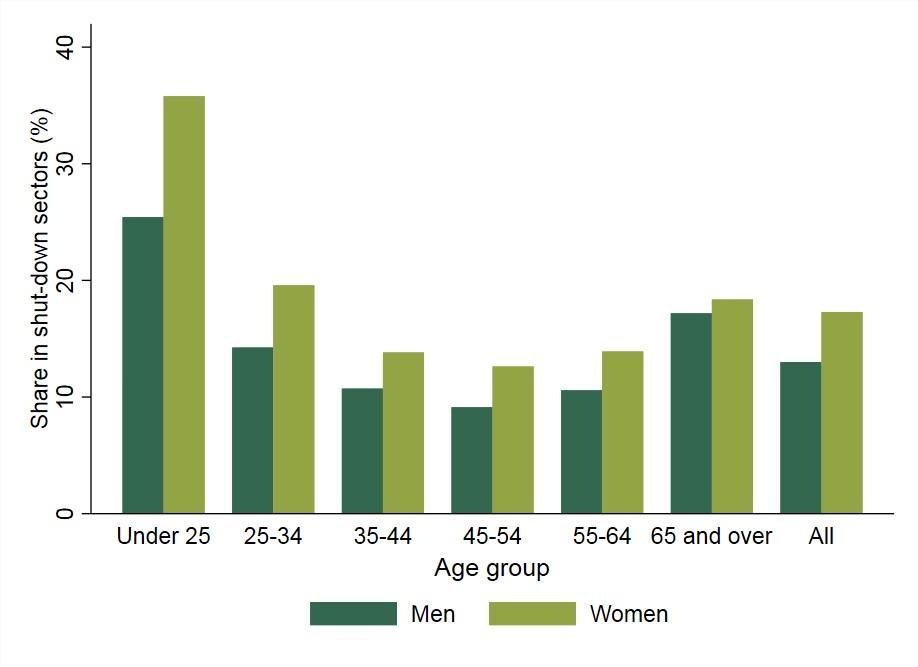 Share in shut-down sectors (%)
40
30
20
10
0
Under 25 25-34 35-44 45-54 55-64 65 and over All
Age group
Men Women